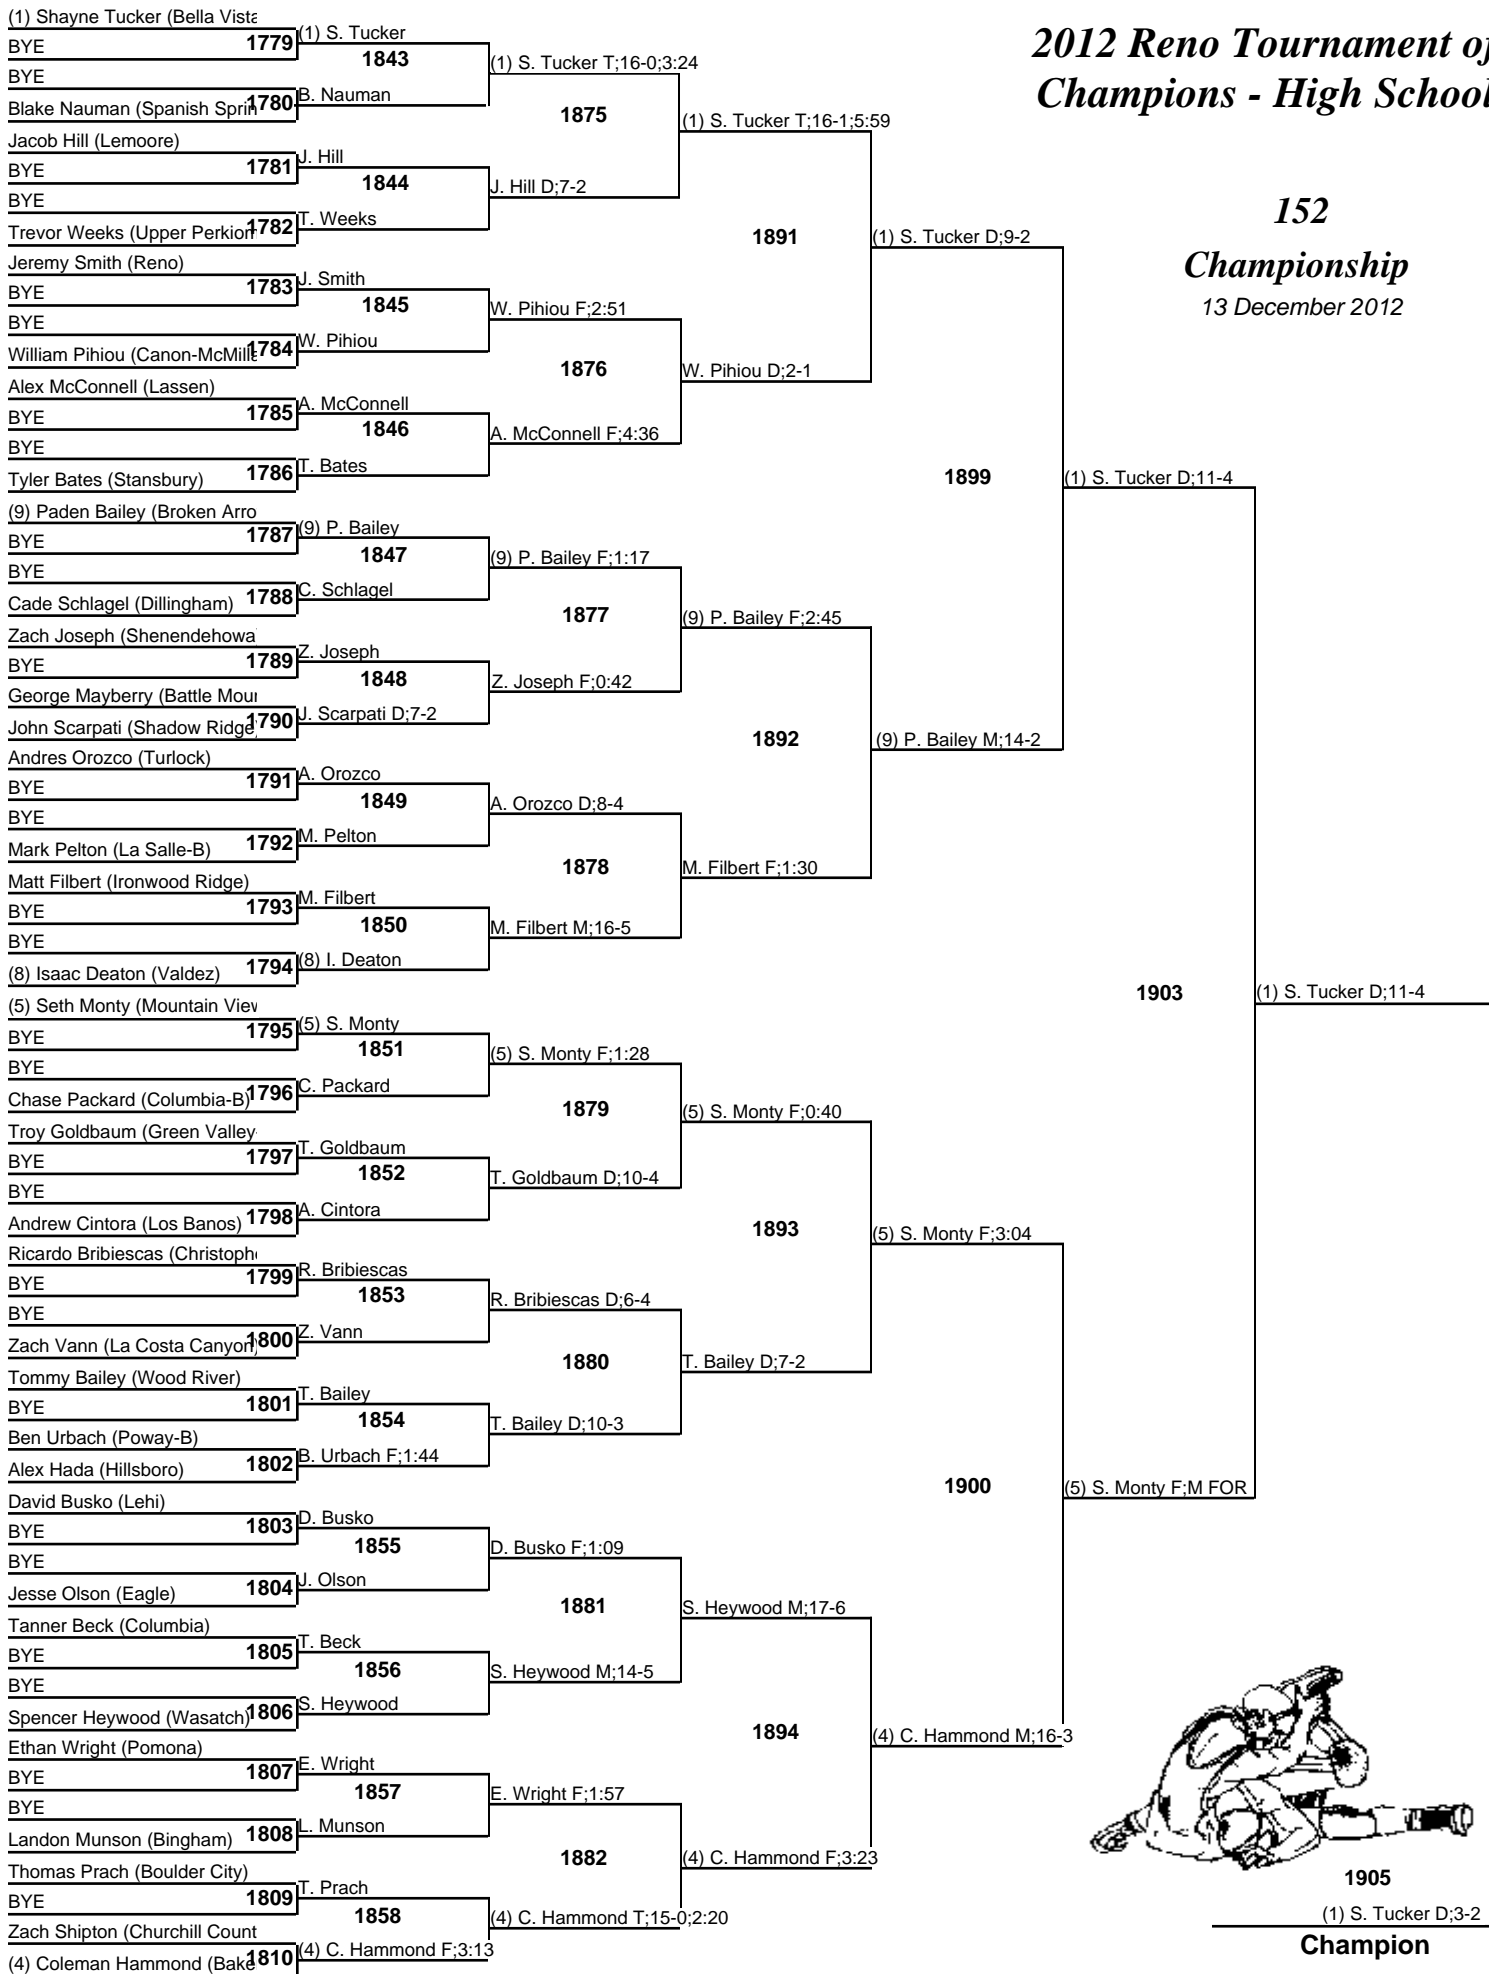 2012 Reno Tournament of
Champions - High School
152
Championship
13 December 2012
(1) Shayne Tucker (Bella Vista
BYE
1779
BYE
Blake Nauman (Spanish Sprin
1780
Jacob Hill (Lemoore)
BYE
1781
BYE
Trevor Weeks (Upper Perkiom
1782
Jeremy Smith (Reno)
BYE
1783
BYE
William Pihiou (Canon-McMilla
1784
Alex McConnell (Lassen)
BYE
1785
BYE
Tyler Bates (Stansbury)
1786
(9) Paden Bailey (Broken Arro
BYE
1787
BYE
Cade Schlagel (Dillingham)
1788
Zach Joseph (Shenendehowa)
BYE
1789
George Mayberry (Battle Moun
John Scarpati (Shadow Ridge)
1790
Andres Orozco (Turlock)
BYE
1791
BYE
Mark Pelton (La Salle-B)
1792
Matt Filbert (Ironwood Ridge)
BYE
1793
BYE
(8) Isaac Deaton (Valdez)
1794
(5) Seth Monty (Mountain View
BYE
1795
BYE
Chase Packard (Columbia-B)
1796
Troy Goldbaum (Green Valley-
BYE
1797
BYE
Andrew Cintora (Los Banos)
1798
Ricardo Bribiescas (Christophe
BYE
1799
BYE
Zach Vann (La Costa Canyon)
1800
Tommy Bailey (Wood River)
BYE
1801
Ben Urbach (Poway-B)
Alex Hada (Hillsboro)
1802
David Busko (Lehi)
BYE
1803
BYE
Jesse Olson (Eagle)
1804
Tanner Beck (Columbia)
BYE
1805
BYE
Spencer Heywood (Wasatch)
1806
Ethan Wright (Pomona)
BYE
1807
BYE
Landon Munson (Bingham)
1808
Thomas Prach (Boulder City)
BYE
1809
Zach Shipton (Churchill Count
(4) Coleman Hammond (Bake
1810
(1) S. Tucker
1843
B. Nauman
J. Hill
1844
T. Weeks
J. Smith
1845
W. Pihiou
A. McConnell
1846
T. Bates
(9) P. Bailey
1847
C. Schlagel
Z. Joseph
1848
J. Scarpati D;7-2
A. Orozco
1849
M. Pelton
M. Filbert
1850
(8) I. Deaton
(5) S. Monty
1851
C. Packard
T. Goldbaum
1852
A. Cintora
R. Bribiescas
1853
Z. Vann
T. Bailey
1854
B. Urbach F;1:44
D. Busko
1855
J. Olson
T. Beck
1856
S. Heywood
E. Wright
1857
L. Munson
T. Prach
1858
(4) C. Hammond F;3:13
(1) S. Tucker T;16-0;3:24
1875
J. Hill D;7-2
W. Pihiou F;2:51
1876
A. McConnell F;4:36
(9) P. Bailey F;1:17
1877
Z. Joseph F;0:42
A. Orozco D;8-4
1878
M. Filbert M;16-5
(5) S. Monty F;1:28
1879
T. Goldbaum D;10-4
R. Bribiescas D;6-4
1880
T. Bailey D;10-3
D. Busko F;1:09
1881
S. Heywood M;14-5
E. Wright F;1:57
1882
(4) C. Hammond T;15-0;2:20
(1) S. Tucker T;16-1;5:59
1891
W. Pihiou D;2-1
(9) P. Bailey F;2:45
1892
M. Filbert F;1:30
(5) S. Monty F;0:40
1893
T. Bailey D;7-2
S. Heywood M;17-6
1894
(4) C. Hammond F;3:23
(1) S. Tucker D;9-2
1899
(9) P. Bailey M;14-2
(5) S. Monty F;3:04
1900
(4) C. Hammond M;16-3
(1) S. Tucker D;11-4
1903
(5) S. Monty F;M FOR
(1) S. Tucker D;11-4
1905
(1) S. Tucker D;3-2
Champion